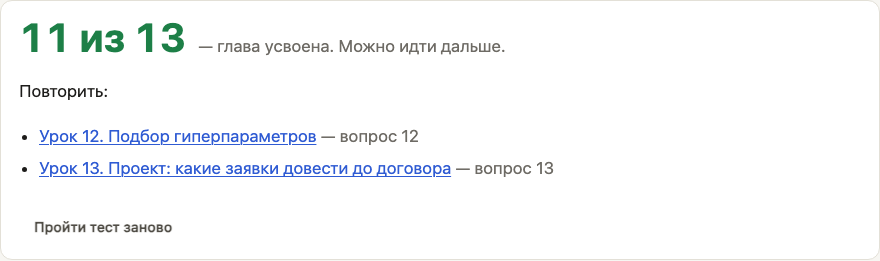 11 из 13 — глава усвоена. Можно идти дальше.
Повторить:
• Урок 12. Подбор гиперпараметров — вопрос 12
• Урок 13. Проект: какие заявки довести до договора — вопрос 13
Пройти тест заново